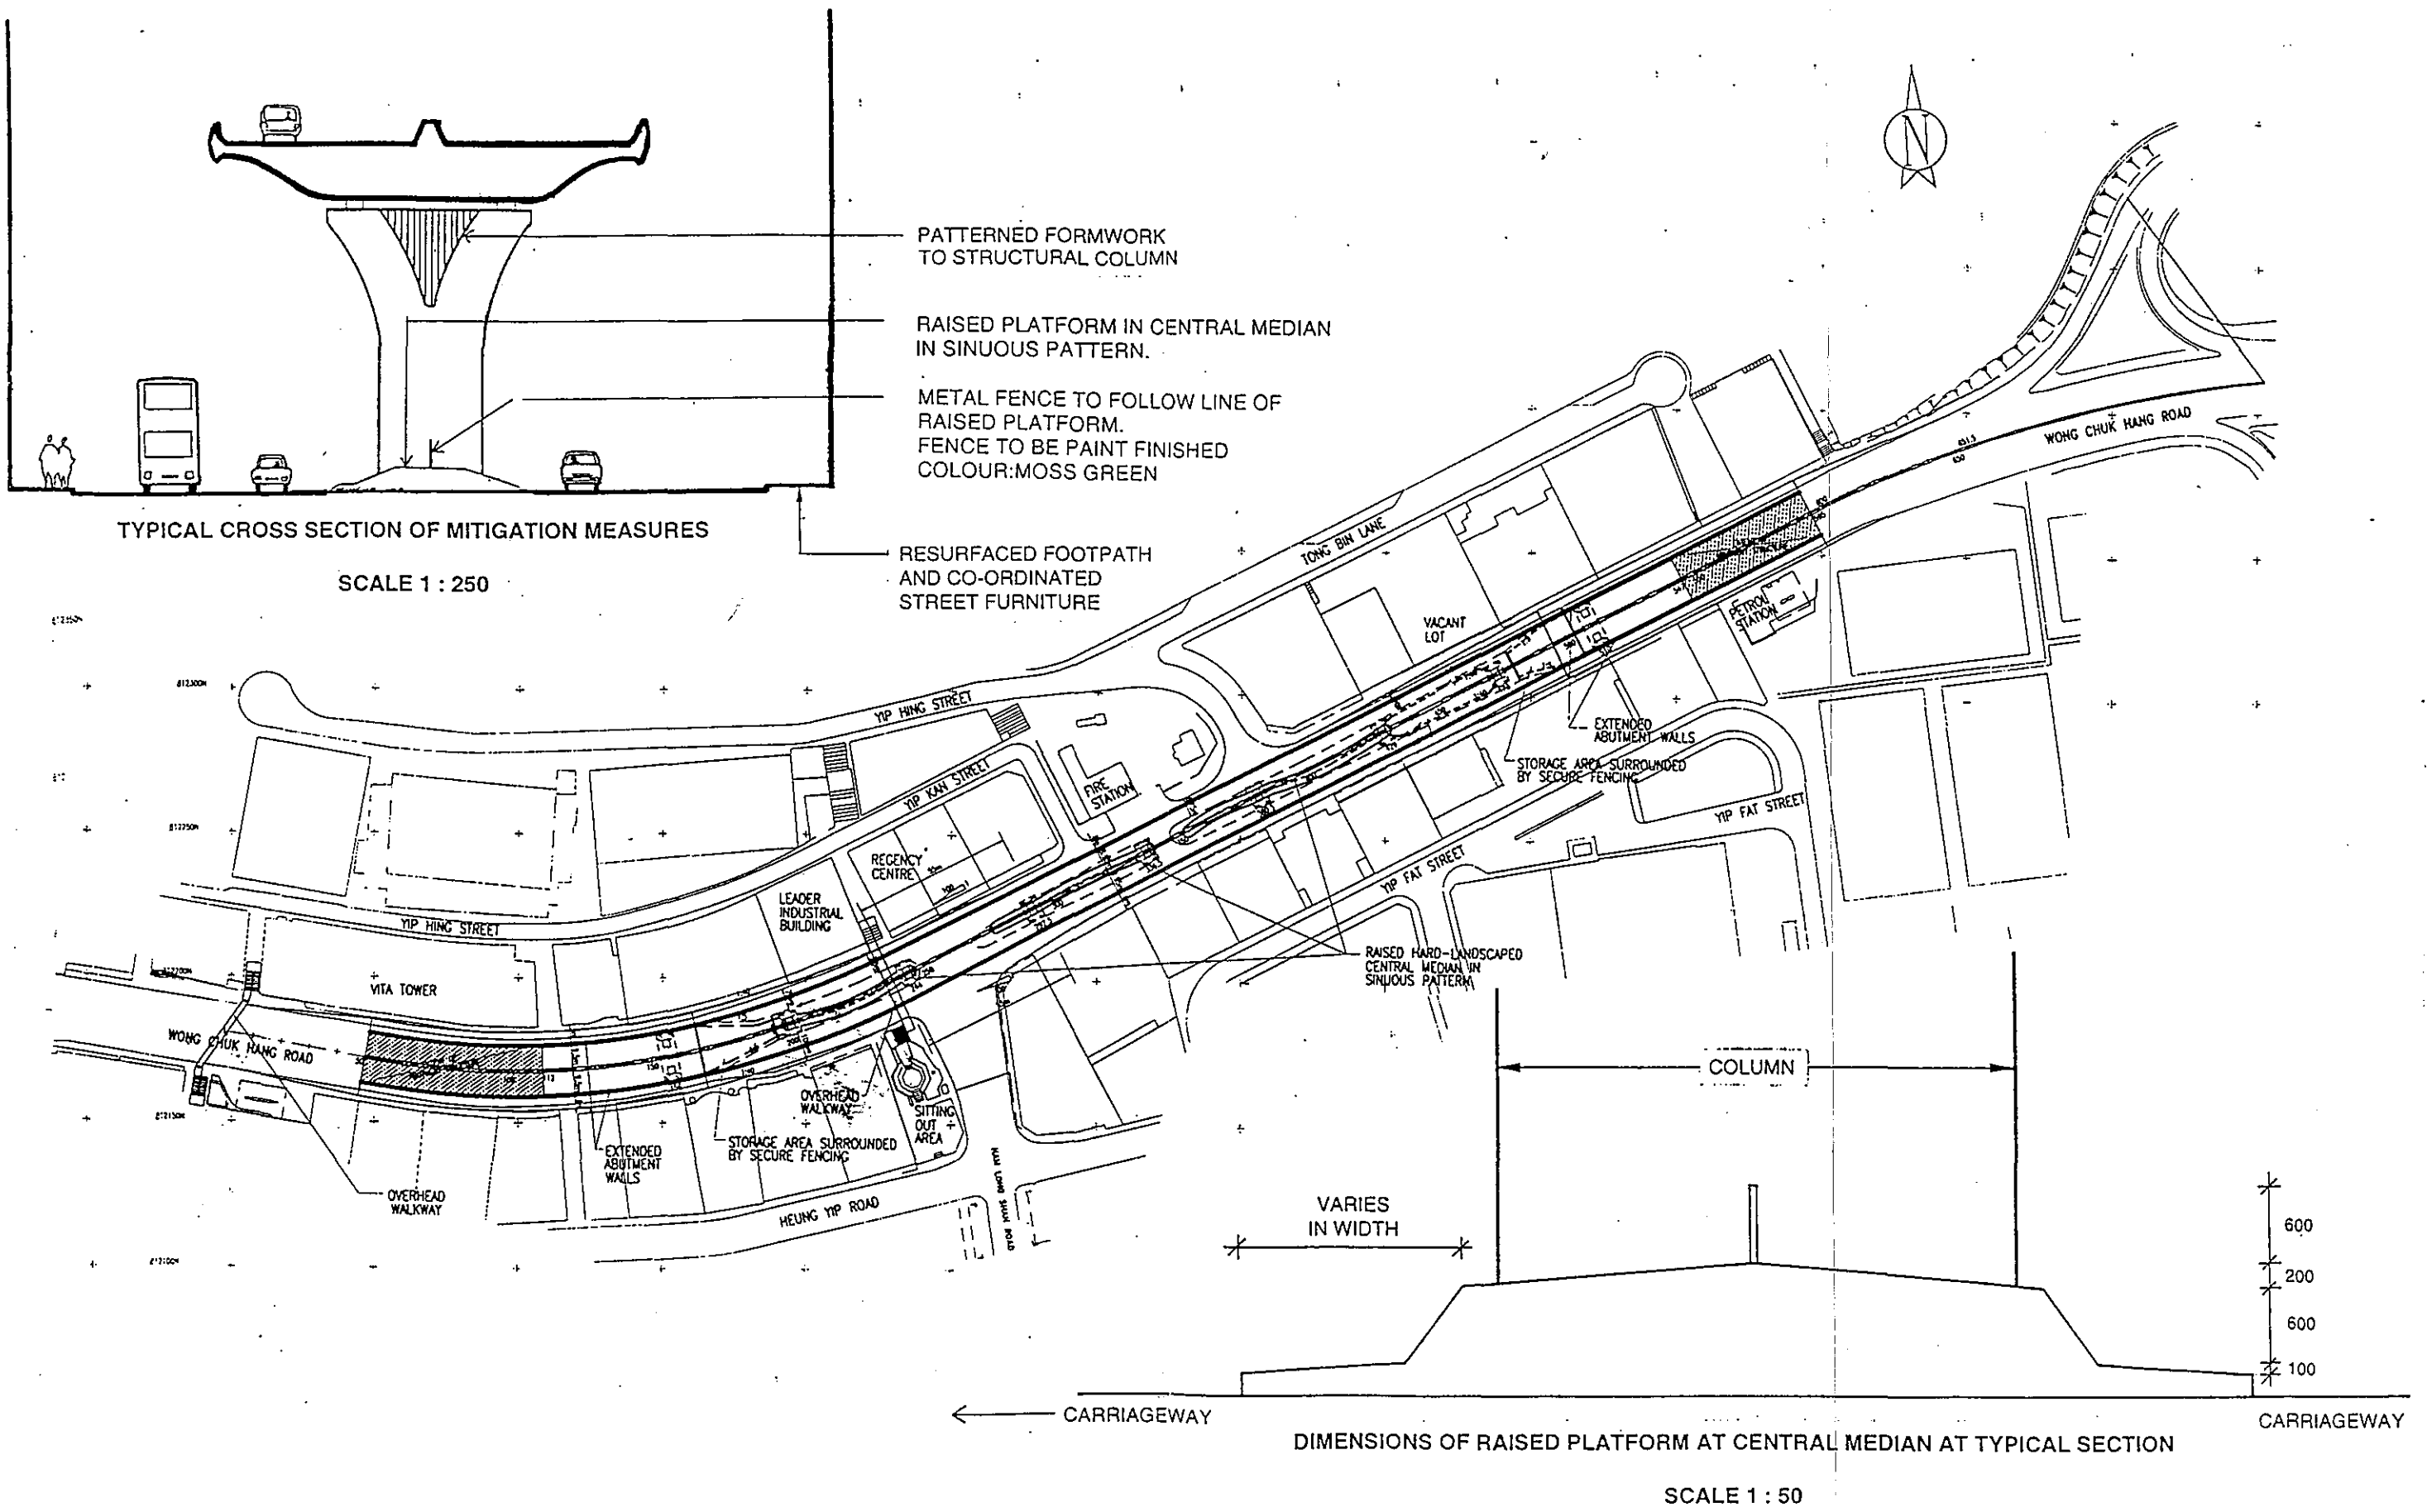 PATTERNED FORMWORK
TO STRUCTURAL COLUMN
RAISED PLATFORM IN CENTRAL MEDIAN
IN SINUOUS PATTERN.
METAL FENCE TO FOLLOW LINE OF
RAISED PLATFORM.
FENCE TO BE PAINT FINISHED
COLOUR:MOSS GREEN
TYPICAL CROSS SECTION OF MITIGATION MEASURES
SCALE 1 : 250
RESURFACED FOOTPATH
AND CO-ORDINATED
STREET FURNITURE
N
WONG CHUK HANG ROAD
TONG BIN LANE
VACANT
LOT
PETROL
STATION
EXTENDED
ABUTMENT WALLS
STORAGE AREA SURROUNDED
BY SECURE FENCING
YIP FAT STREET
YIP FAT STREET
YIP HING STREET
YIP KAN STREET
FIRE
STATION
REGENCY
CENTRE
LEADER
INDUSTRIAL
BUILDING
YIP HING STREET
VITA TOWER
WONG CHUK HANG ROAD
RAISED HARD-LANDSCAPED
CENTRAL MEDIAN IN
SINUOUS PATTERN
OVERHEAD
WALKWAY
SITTING
OUT
AREA
STORAGE AREA SURROUNDED
BY SECURE FENCING
EXTENDED
ABUTMENT
WALLS
OVERHEAD
WALKWAY
HEUNG YIP ROAD
NAM LONG SHAN ROAD
COLUMN
VARIES
IN WIDTH
600
200
600
100
CARRIAGEWAY
CARRIAGEWAY
DIMENSIONS OF RAISED PLATFORM AT CENTRAL MEDIAN AT TYPICAL SECTION
SCALE 1 : 50